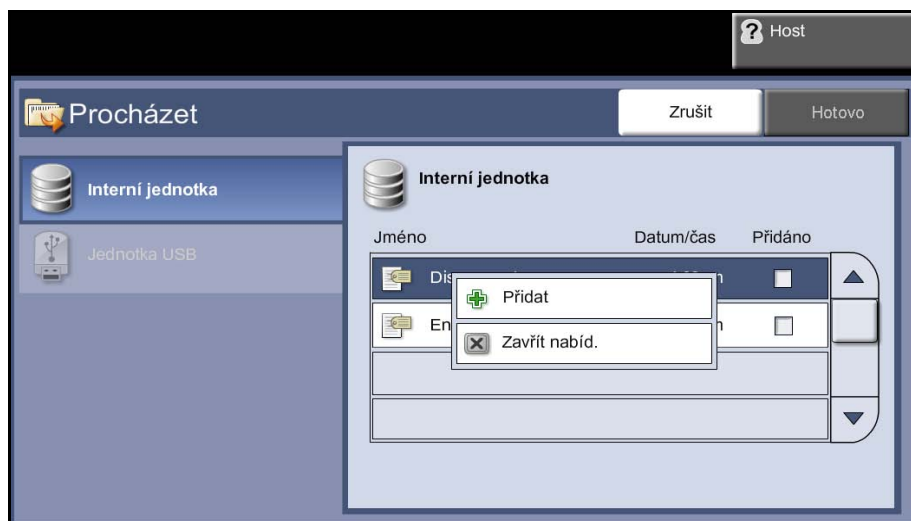 Host
Procházet
Zrušit
Hotovo
Interní jednotka
Jednotka USB
Interní jednotka
Jméno Datum/čas Přidáno
Přidat
Zavřít nabíd.